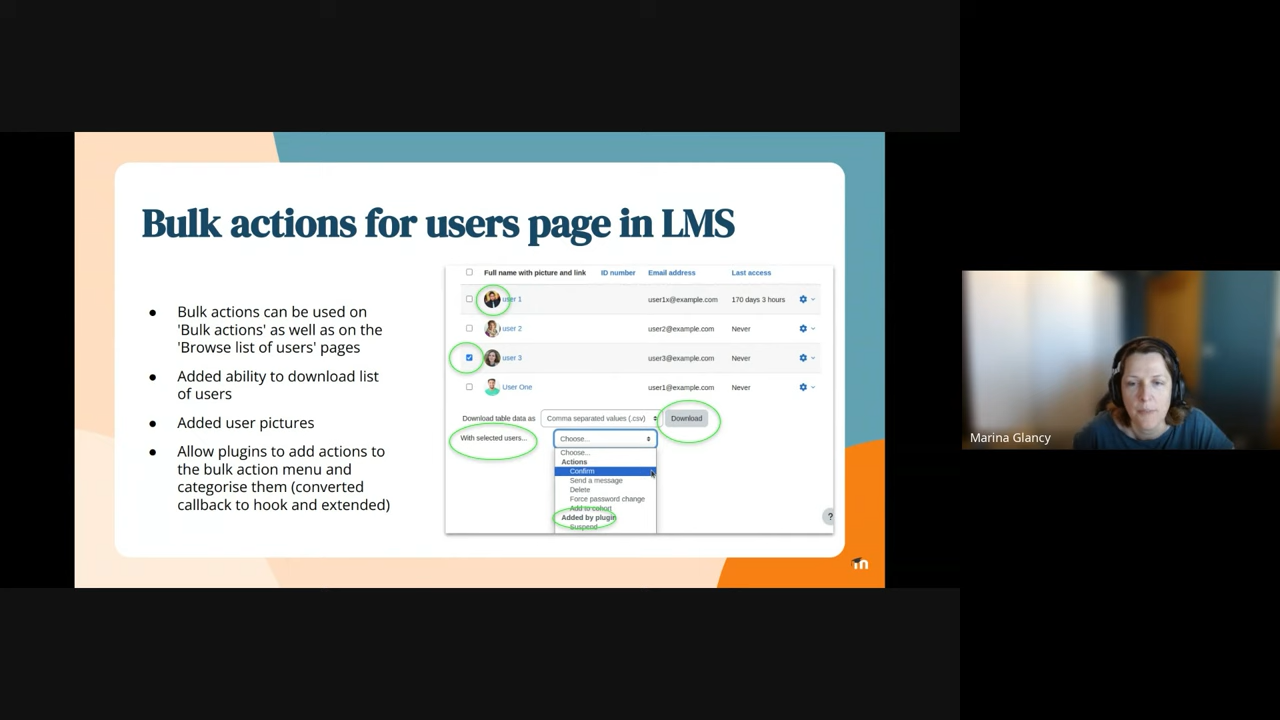 Bulk actions for users page in LMS
● Bulk actions can be used on
'Bulk actions' as well as on the
'Browse list of users' pages
● Added ability to download list
of users
● Added user pictures
● Allow plugins to add actions to
the bulk action menu and
categorise them (converted
callback to hook and extended)
Full name with picture and link ID number Email address Last access
user 1 user1x@example.com 170 days 3 hours
user 2 user2@example.com Never
user 3 user3@example.com Never
User One user1@example.com Never
Download table data as Comma separated values (.csv) Download
With selected users... Choose...
Choose...
Actions
Confirm
Send a message
Delete
Force password change
Add to cohort
Added by plugin
Suspend
?
m
Marina Glancy